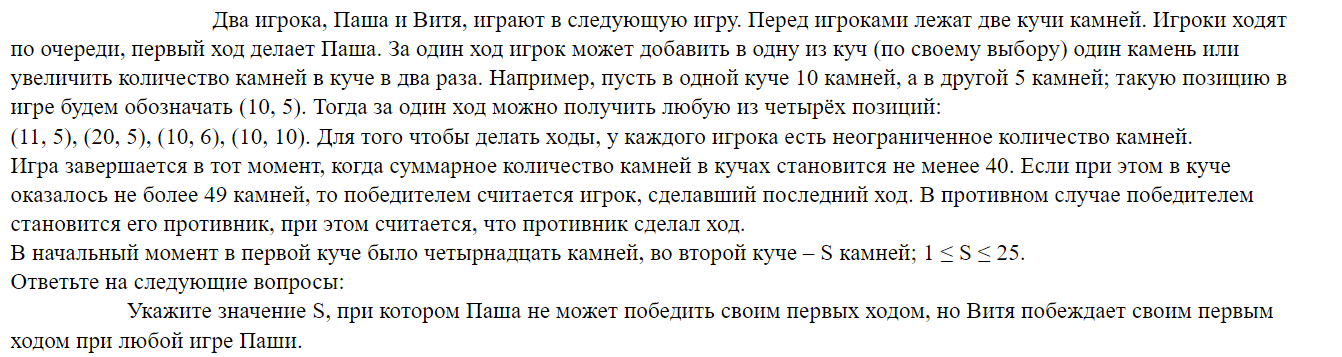 Два игрока, Паша и Витя, играют в следующую игру. Перед игроками лежат две кучи камней. Игроки ходят
по очереди, первый ход делает Паша. За один ход игрок может добавить в одну из куч (по своему выбору) один камень или
увеличить количество камней в куче в два раза. Например, пусть в одной куче 10 камней, а в другой 5 камней; такую позицию в
игре будем обозначать (10, 5). Тогда за один ход можно получить любую из четырёх позиций:
(11, 5), (20, 5), (10, 6), (10, 10). Для того чтобы делать ходы, у каждого игрока есть неограниченное количество камней.
Игра завершается в тот момент, когда суммарное количество камней в кучах становится не менее 40. Если при этом в куче
оказалось не более 49 камней, то победителем считается игрок, сделавший последний ход. В противном случае победителем
становится его противник, при этом считается, что противник сделал ход.
В начальный момент в первой куче было четырнадцать камней, во второй куче – S камней; 1 ≤ S ≤ 25.
Ответьте на следующие вопросы:
Укажите значение S, при котором Паша не может победить своим первых ходом, но Витя побеждает своим первым
ходом при любой игре Паши.